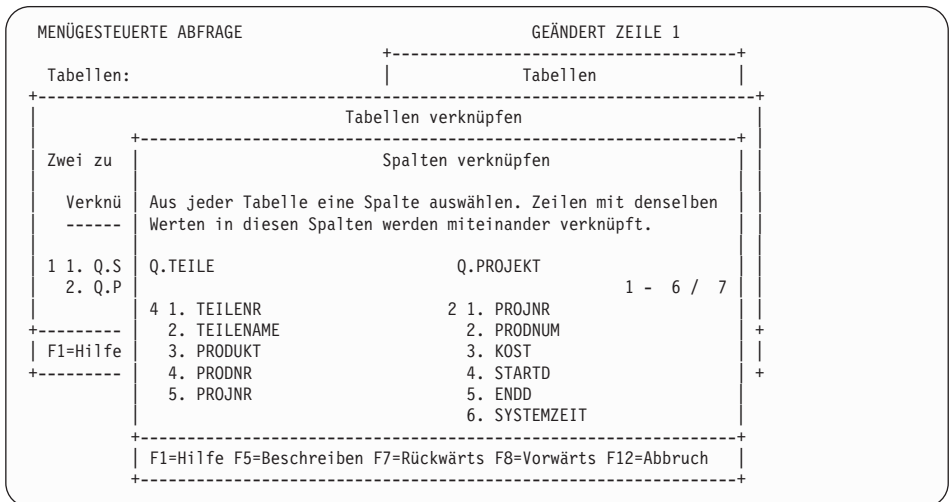 MENÜGESTEUERTE ABFRAGE GEÄNDERT ZEILE 1
Tabellen: Tabellen
Tabellen verknüpfen
Zwei zu Spalten verknüpfen
Verknü Aus jeder Tabelle eine Spalte auswählen. Zeilen mit denselben
------ Werten in diesen Spalten werden miteinander verknüpft.
1 1. Q.S Q.TEILE Q.PROJEKT
2. Q.P 1 - 6 / 7
4 1. TEILENR 2 1. PROJNR
2. TEILENAME 2. PRODNUM
F1=Hilfe 3. PRODUKT 3. KOST
4. PRODNR 4. STARTD
5. PROJNR 5. ENDD
6. SYSTEMZEIT
F1=Hilfe F5=Beschreiben F7=Rückwärts F8=Vorwärts F12=Abbruch